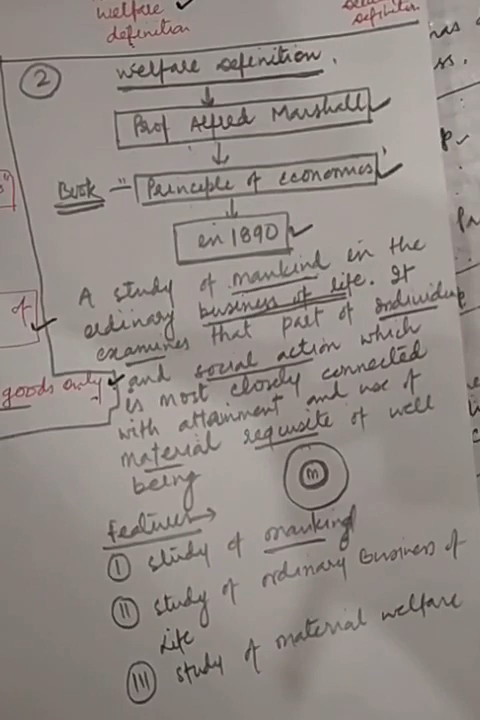 welfare
definition
definition
②
welfare definition.
Prof Alfred Marshall
Book - "Principle of economics"
en 1890
A study of mankind in the
ordinary business of life. It
examines that part of individual
and social action which
is most closely connected
with attainment and use of
material requisite of well
being
of
goods only
m
features →
① study of mankind
② study of ordinary business of
Life
③ study of material welfare